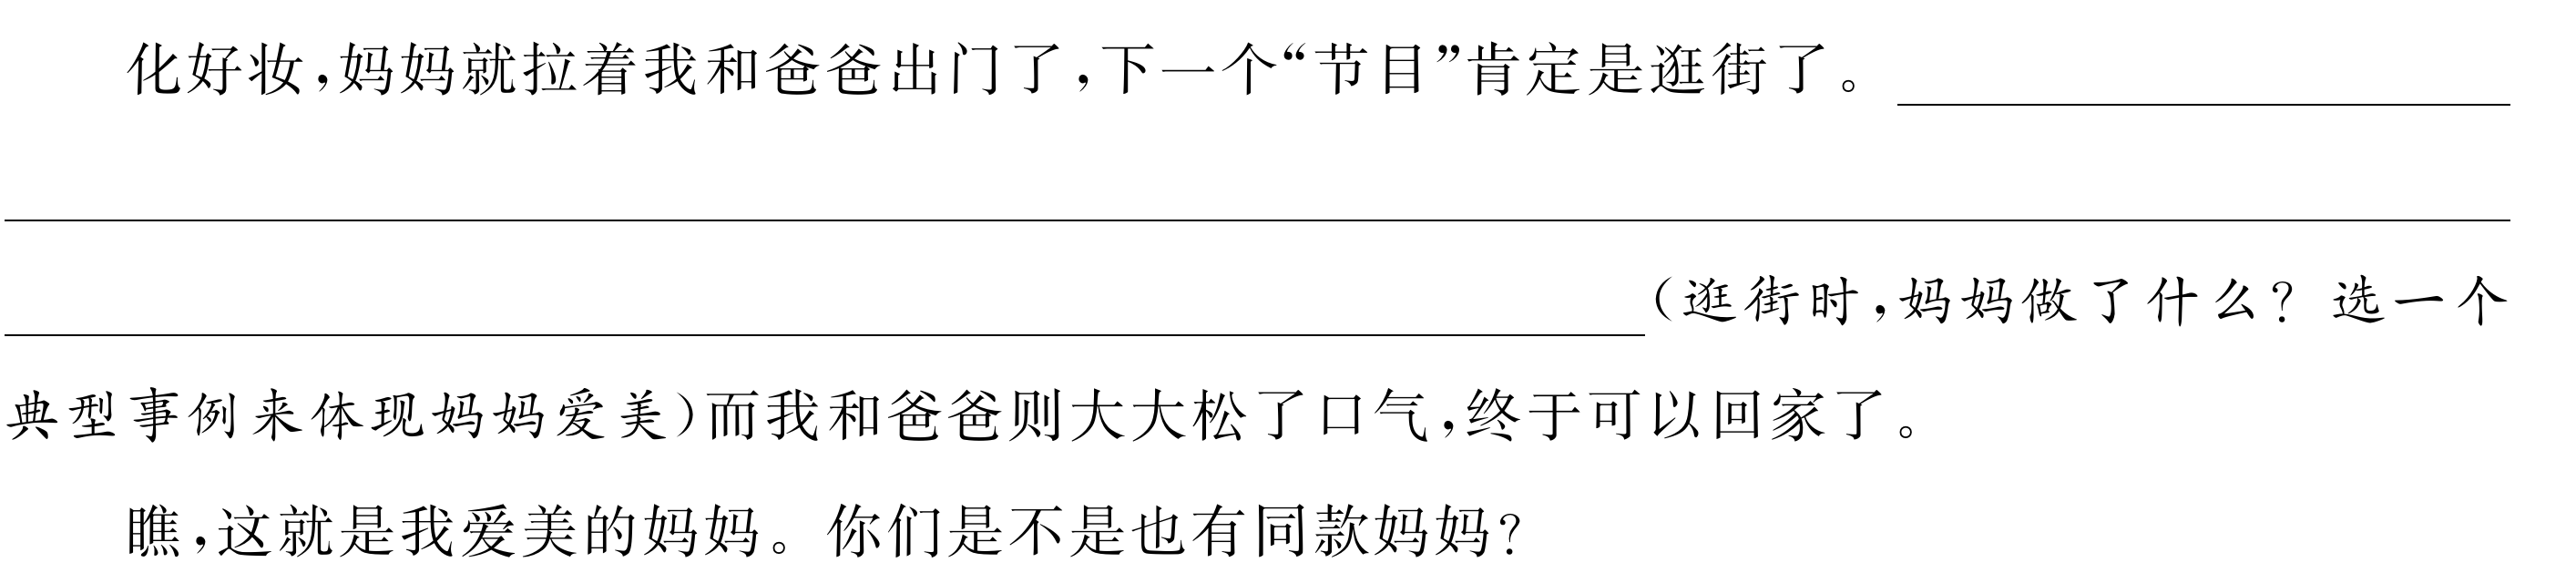 化好妆,妈妈就拉着我和爸爸出门了,下一个“节目”肯定是逛街了。
(逛街时,妈妈做了什么?选一个
典型事例来体现妈妈爱美)而我和爸爸则大大松了口气,终于可以回家了。
瞧,这就是我爱美的妈妈。你们是不是也有同款妈妈?